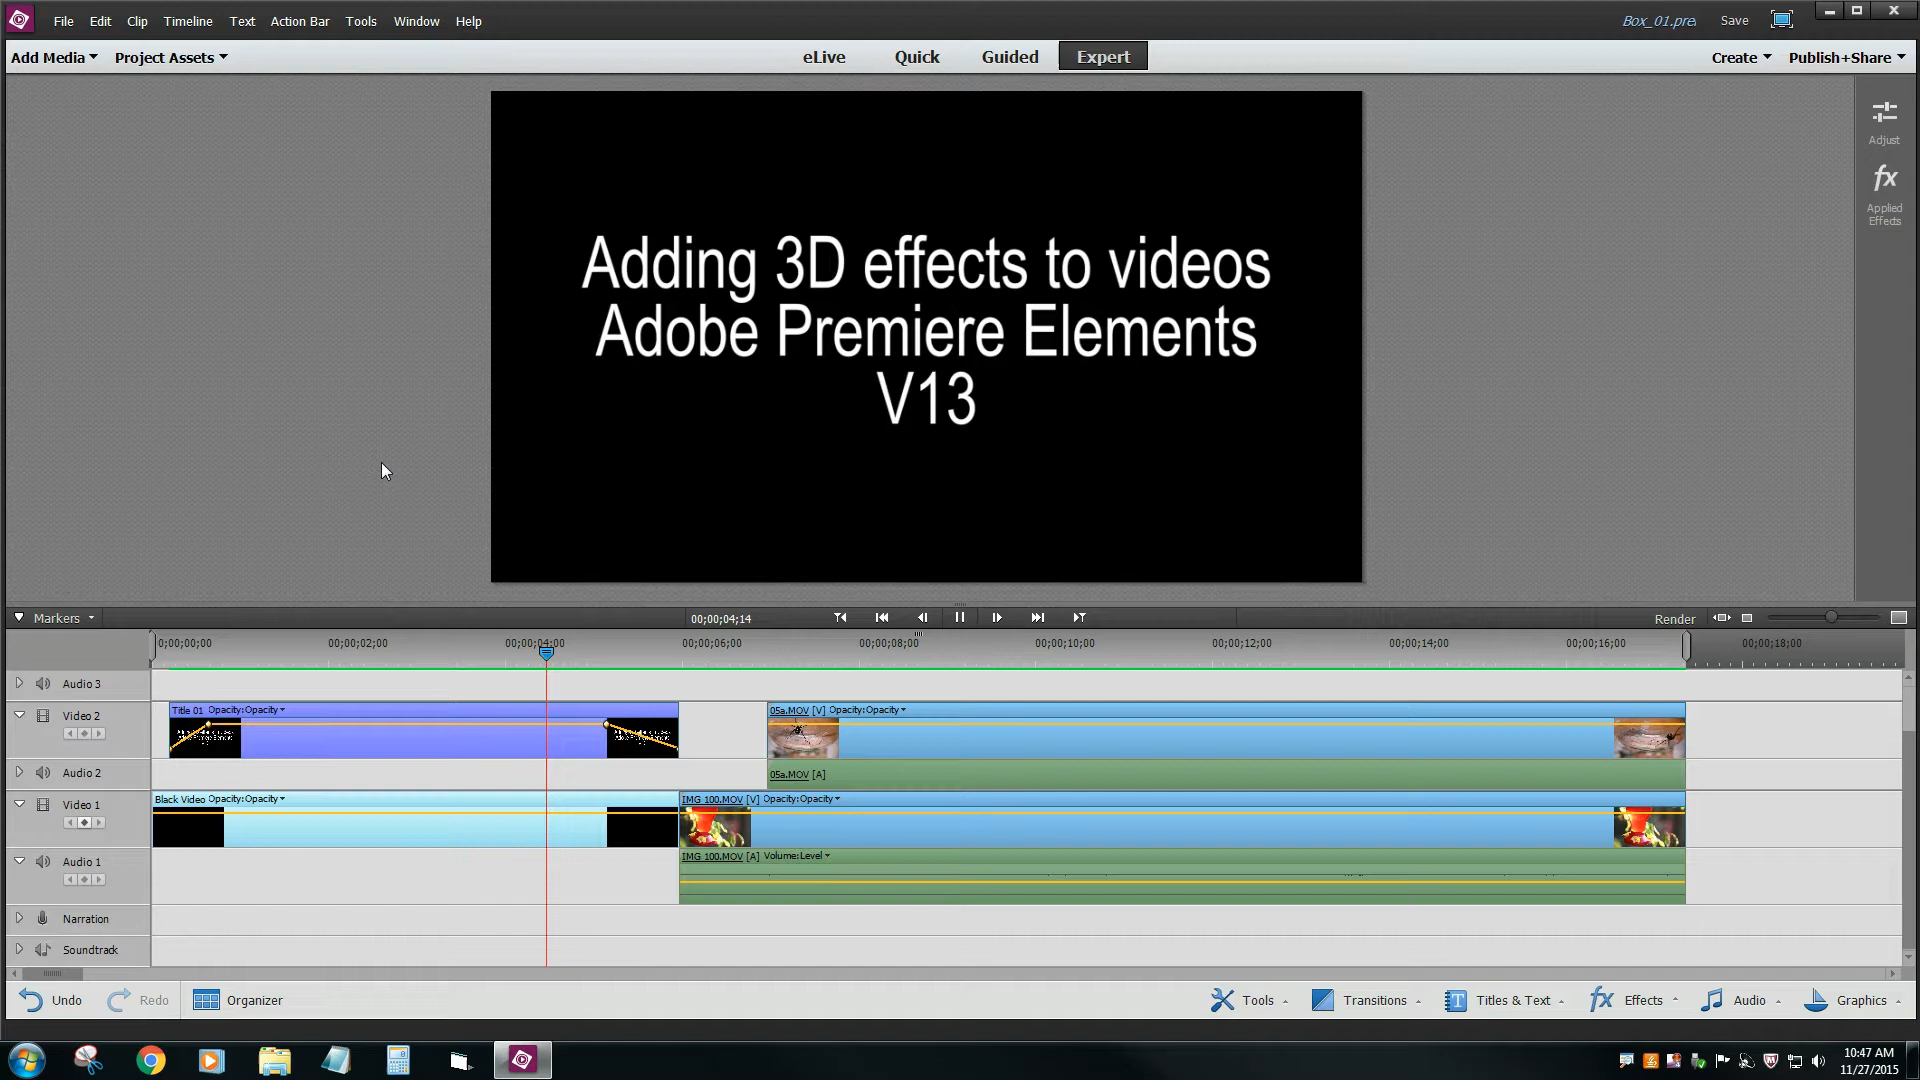 File Edit Clip Timeline Text Action Bar Tools Window Help
Box_01.pre Save
Add Media Project Assets
eLive Quick Guided Expert
Create Publish+Share
Adjust
fx
Applied
Effects
Adding 3D effects to videos
Adobe Premiere Elements
V13
Markers
00;00;04;14
Render
0;00;00;00 00;00;02;00 00;00;04;00 00;00;06;00 00;00;08;00 00;00;10;00 00;00;12;00 00;00;14;00 00;00;16;00 00;00;18;00
Audio 3
Video 2
Title 01 Opacity:Opacity
05a.MOV [V] Opacity:Opacity
Audio 2
05a.MOV [A]
Video 1
Black Video Opacity:Opacity
IMG 100.MOV [V] Opacity:Opacity
Audio 1
IMG 100.MOV [A] Volume:Level
Narration
Soundtrack
Undo Redo Organizer
Tools Transitions Titles & Text fx Effects Audio Graphics
10:47 AM
11/27/2015